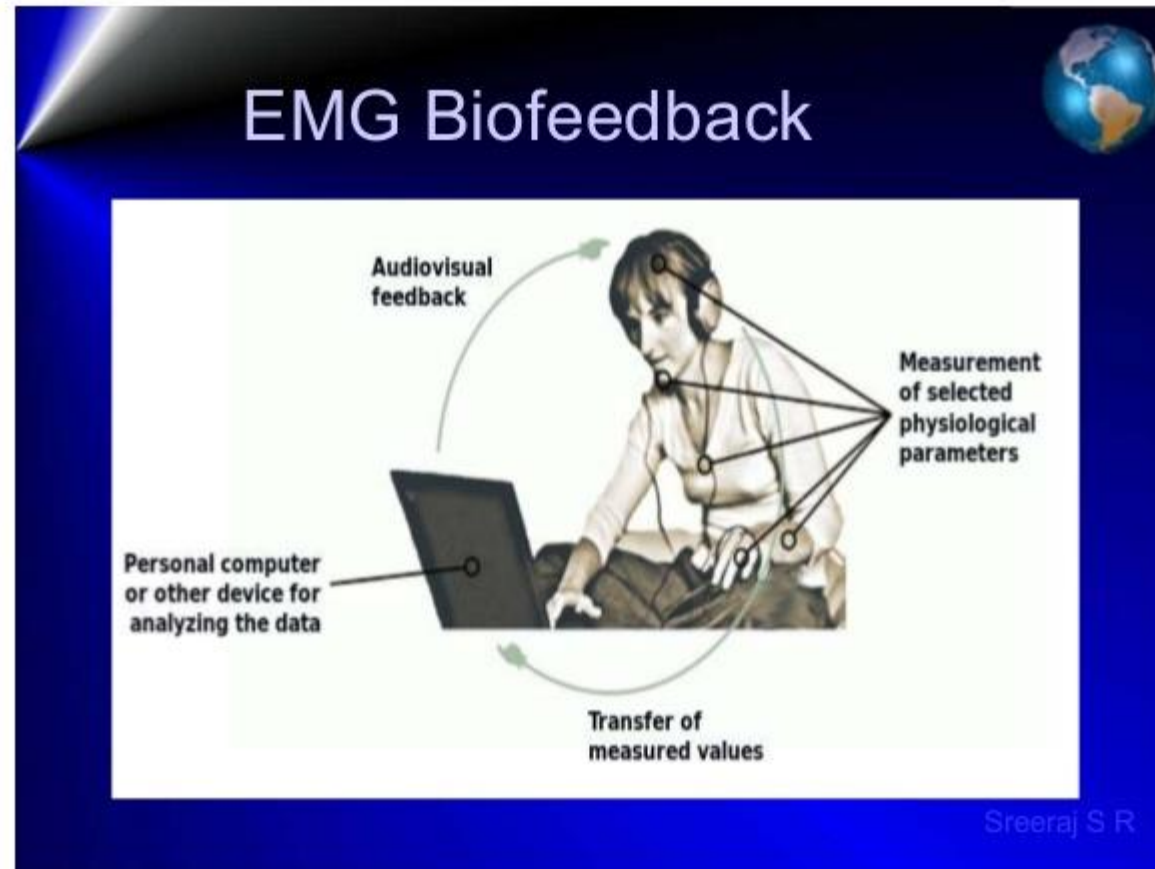 EMG Biofeedback
Audiovisual
feedback
Measurement
of selected
physiological
parameters
Personal computer
or other device for
analyzing the data
Transfer of
measured values
Sreeraj S R